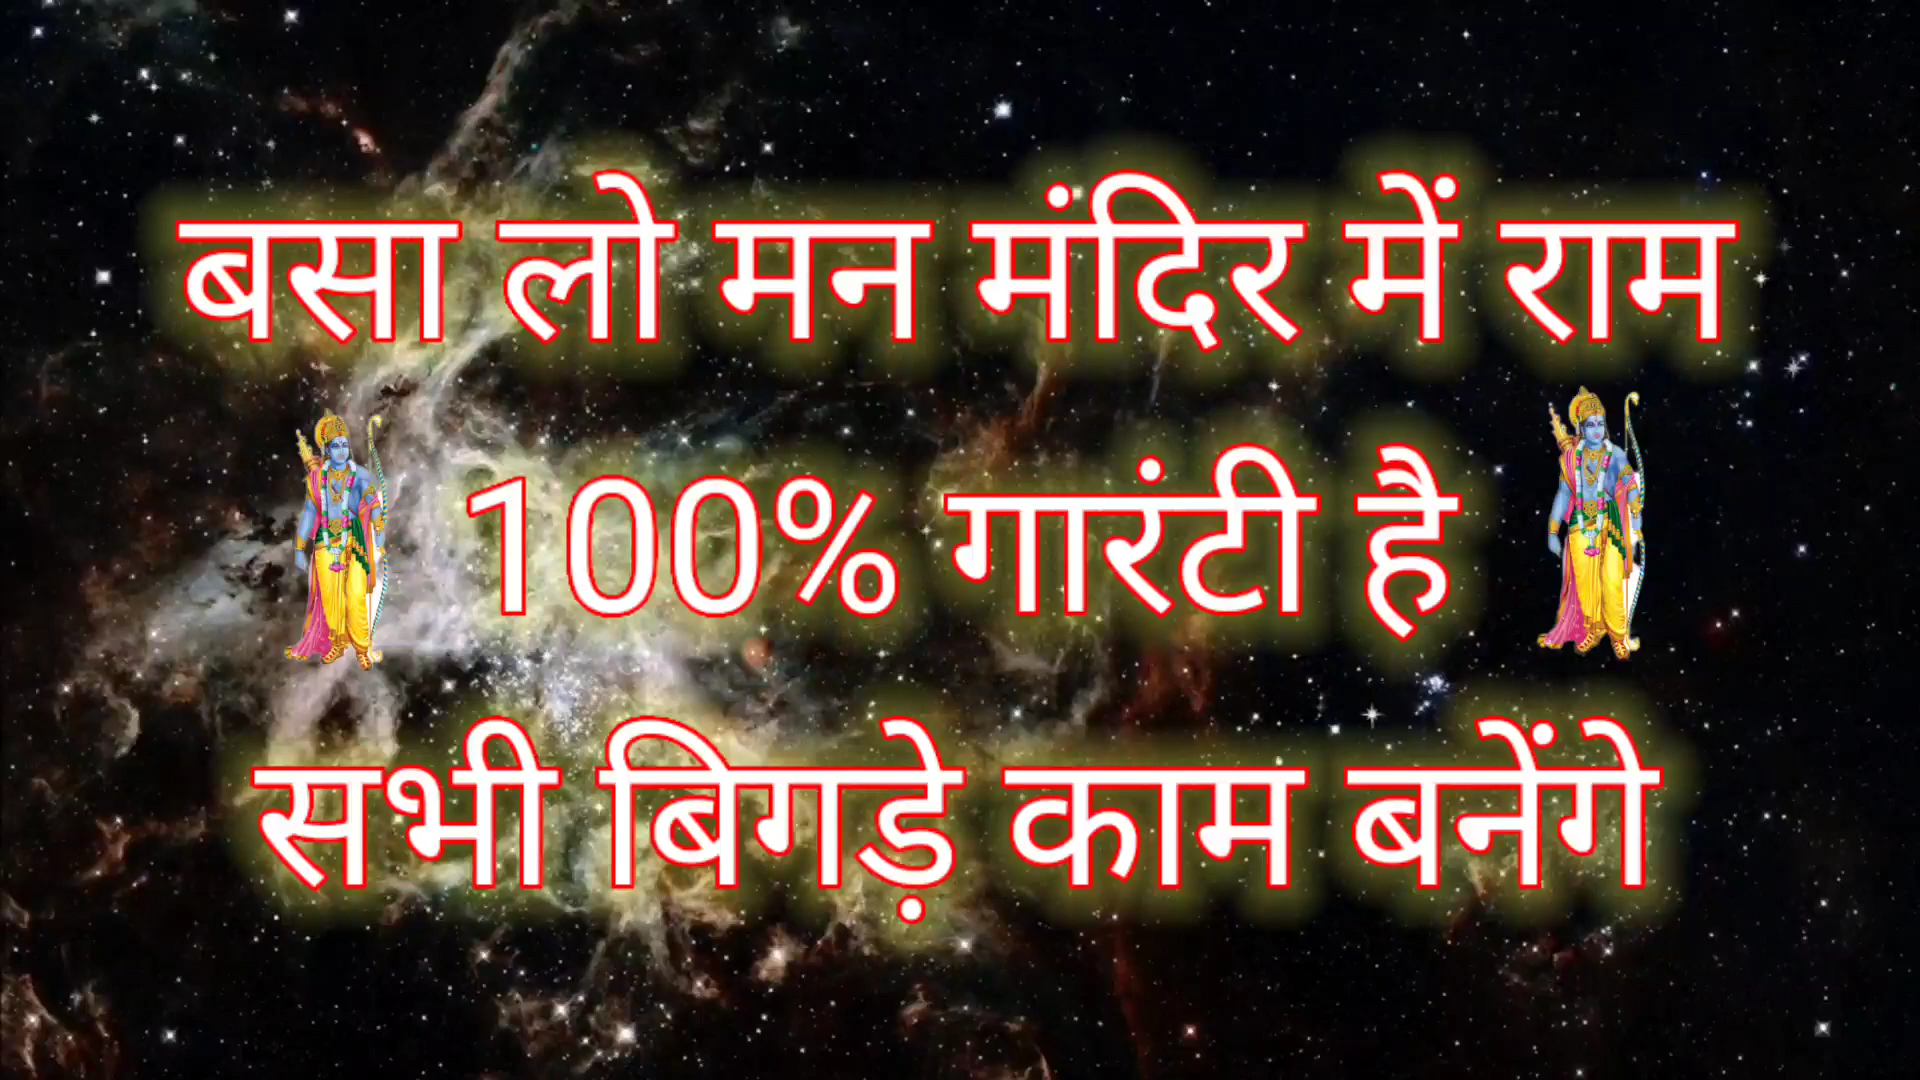 बसा लो मन मंदिर में राम
100% गारंटी है
सभी बिगड़े काम बनेंगे